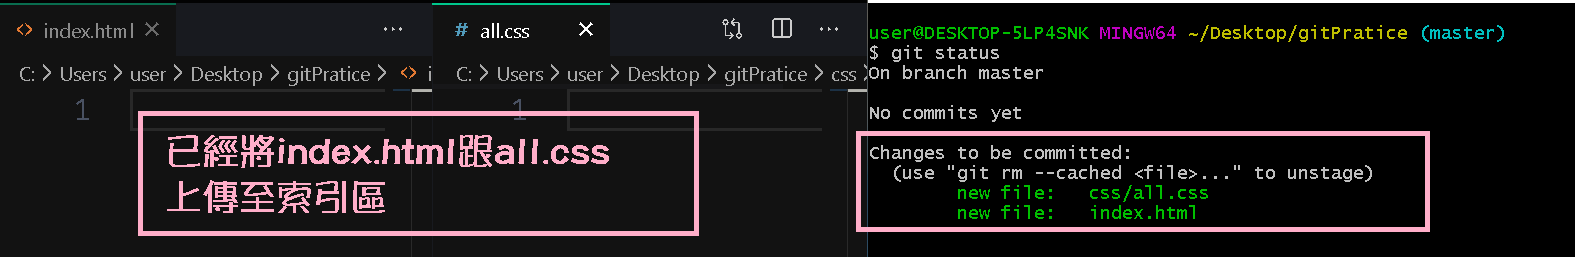 index.html
all.css
C: > Users > user > Desktop > gitPratice > i
C: > Users > user > Desktop > gitPratice > css >
1
1
已經將index.html跟all.css
上傳至索引區
user@DESKTOP-5LP4SNK MINGW64 ~/Desktop/gitPratice (master)
$ git status
On branch master
No commits yet
Changes to be committed:
(use "git rm --cached <file>..." to unstage)
new file: css/all.css
new file: index.html